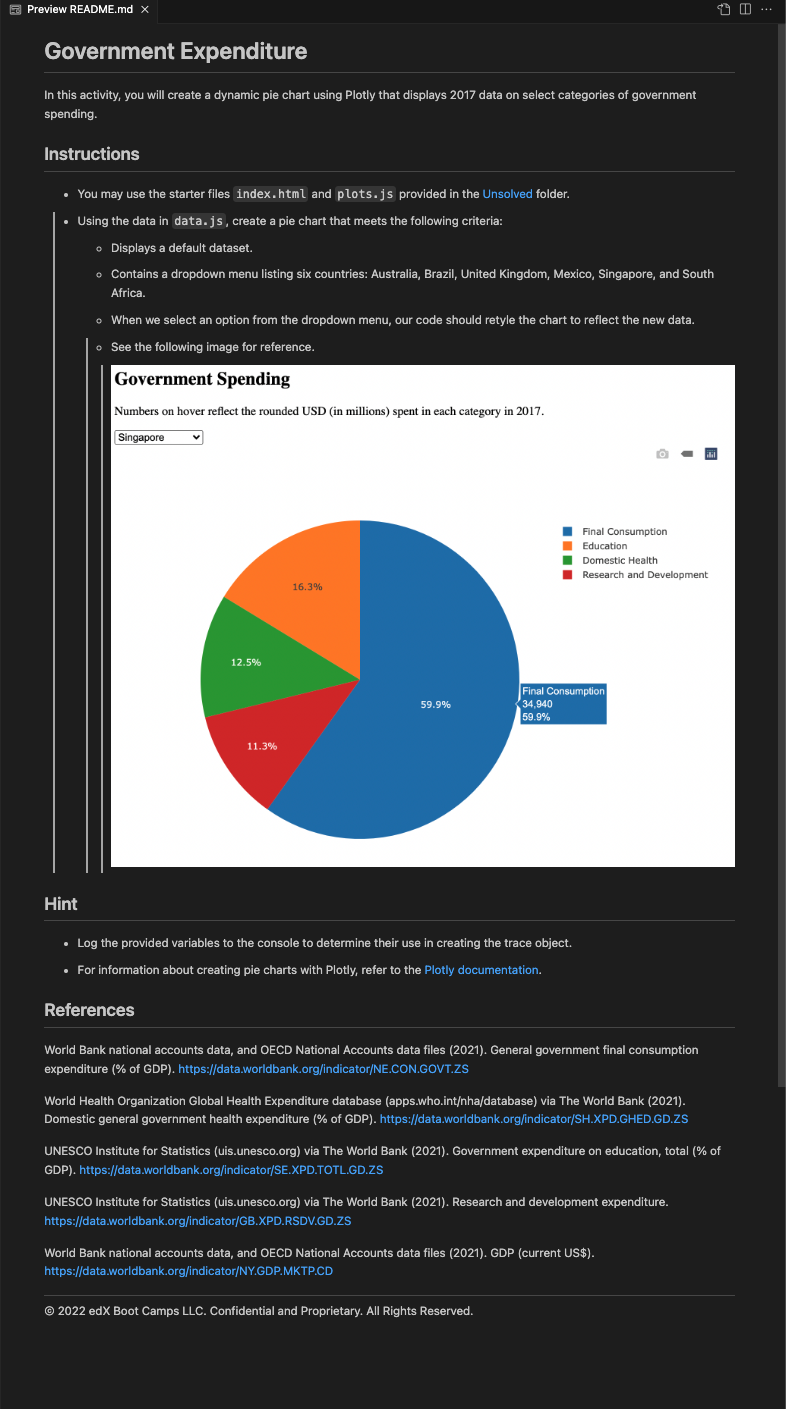 Preview README.md
Government Expenditure
In this activity, you will create a dynamic pie chart using Plotly that displays 2017 data on select categories of government
spending.
Instructions
You may use the starter files index.html and plots.js provided in the Unsolved folder.
Using the data in data.js, create a pie chart that meets the following criteria:
Displays a default dataset.
Contains a dropdown menu listing six countries: Australia, Brazil, United Kingdom, Mexico, Singapore, and South
Africa.
When we select an option from the dropdown menu, our code should retyle the chart to reflect the new data.
See the following image for reference.
Government Spending
Numbers on hover reflect the rounded USD (in millions) spent in each category in 2017.
Singapore
Final Consumption
Education
Domestic Health
Research and Development
16.3%
12.5%
59.9%
11.3%
Final Consumption
34,940
59.9%
Hint
Log the provided variables to the console to determine their use in creating the trace object.
For information about creating pie charts with Plotly, refer to the Plotly documentation.
References
World Bank national accounts data, and OECD National Accounts data files (2021). General government final consumption
expenditure (% of GDP). https://data.worldbank.org/indicator/NE.CON.GOVT.ZS
World Health Organization Global Health Expenditure database (apps.who.int/nha/database) via The World Bank (2021).
Domestic general government health expenditure (% of GDP). https://data.worldbank.org/indicator/SH.XPD.GHED.GD.ZS
UNESCO Institute for Statistics (uis.unesco.org) via The World Bank (2021). Government expenditure on education, total (% of
GDP). https://data.worldbank.org/indicator/SE.XPD.TOTL.GD.ZS
UNESCO Institute for Statistics (uis.unesco.org) via The World Bank (2021). Research and development expenditure.
https://data.worldbank.org/indicator/GB.XPD.RSDV.GD.ZS
World Bank national accounts data, and OECD National Accounts data files (2021). GDP (current US$).
https://data.worldbank.org/indicator/NY.GDP.MKTP.CD
© 2022 edX Boot Camps LLC. Confidential and Proprietary. All Rights Reserved.